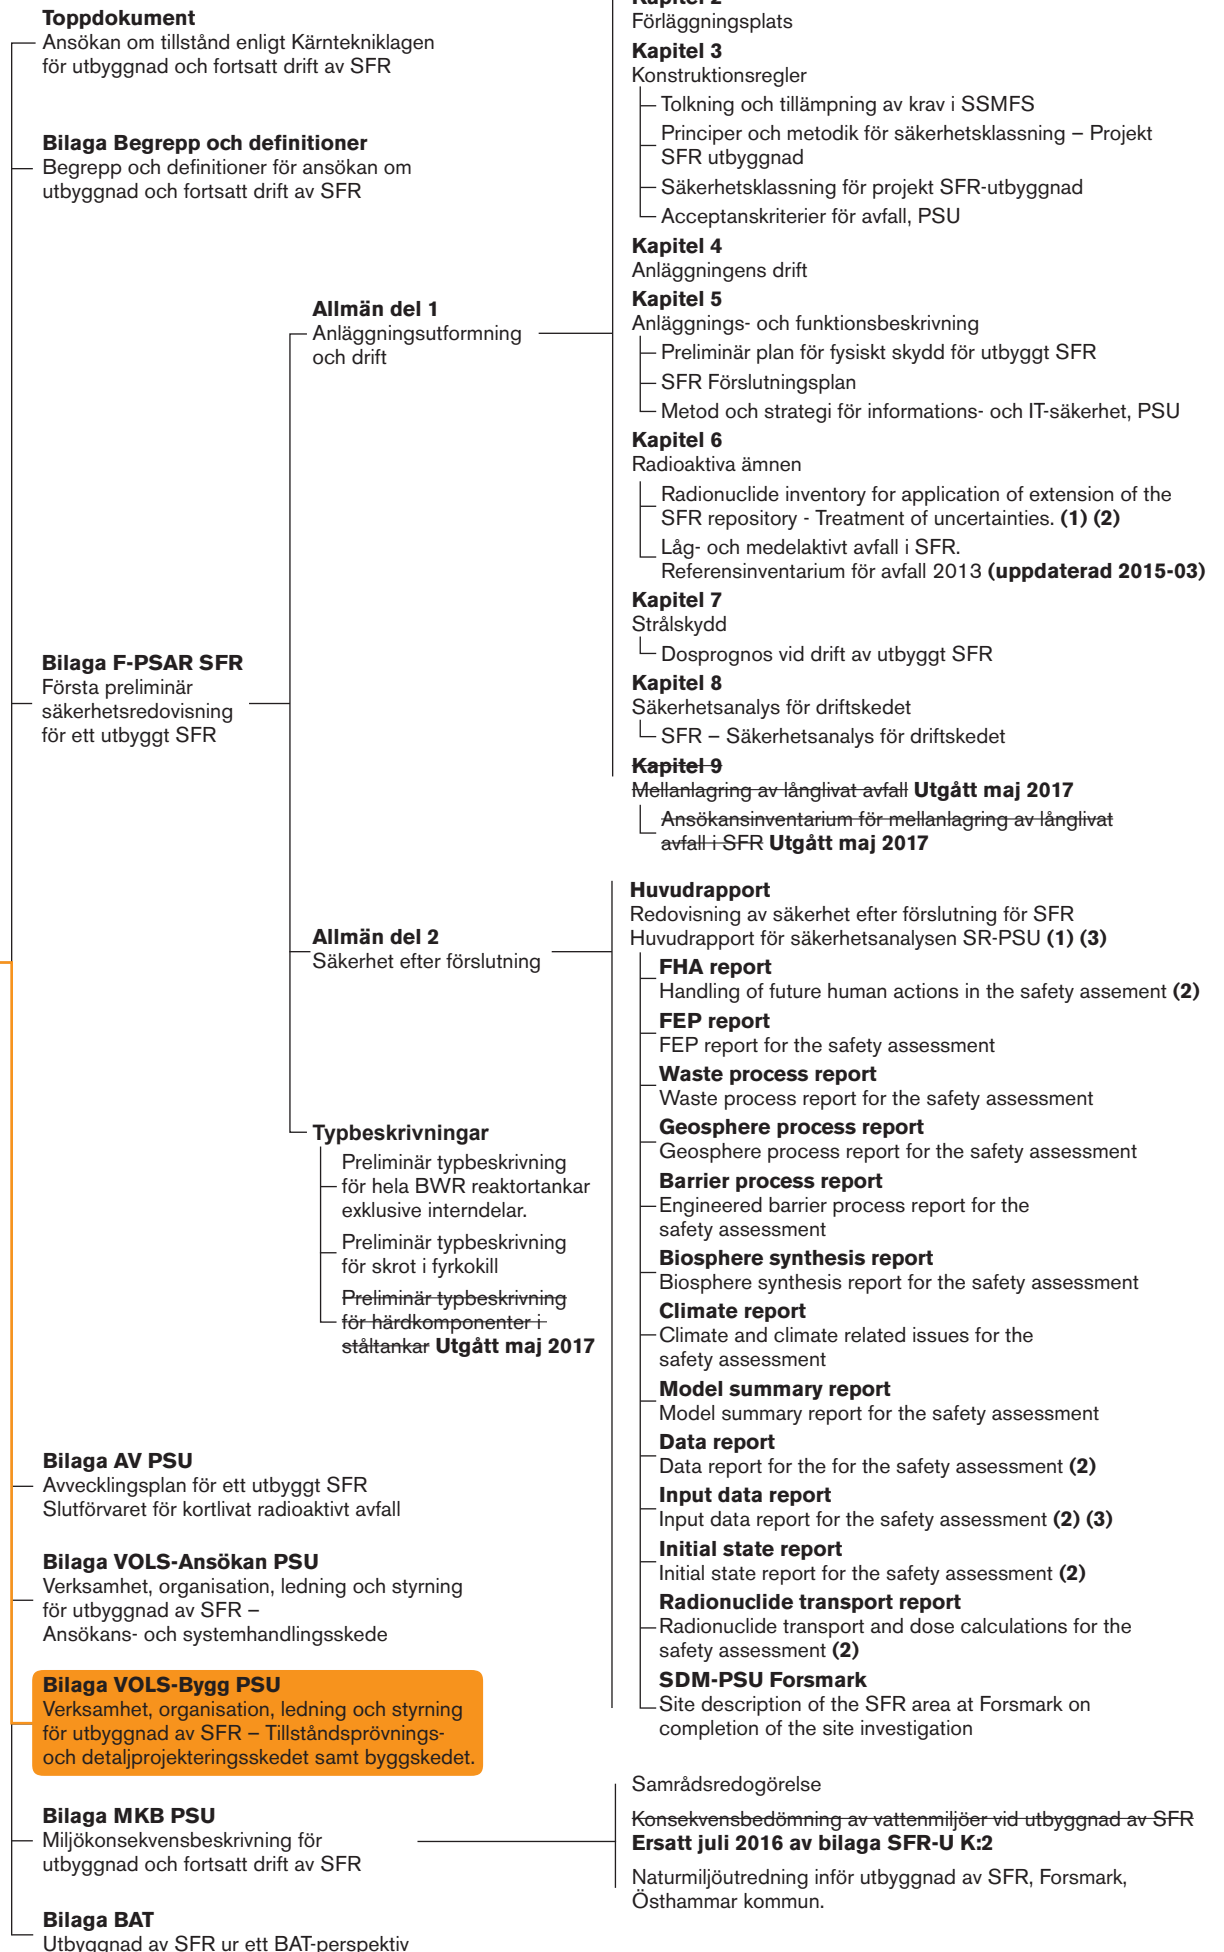 Toppdokument
Ansökan om tillstånd enligt Kärntekniklagen
för utbyggnad och fortsatt drift av SFR
Bilaga Begrepp och definitioner
Begrepp och definitioner för ansökan om
utbyggnad och fortsatt drift av SFR
Bilaga F-PSAR SFR
Första preliminär
säkerhetsredovisning
för ett utbyggt SFR
Allmän del 1
Anläggningsutformning
och drift
Kapitel 2
Förläggningsplats
Kapitel 3
Konstruktionsregler
Tolkning och tillämpning av krav i SSMFS
Principer och metodik för säkerhetsklassning – Projekt
SFR utbyggnad
Säkerhetsklassning för projekt SFR-utbyggnad
Acceptanskriterier för avfall, PSU
Kapitel 4
Anläggningens drift
Kapitel 5
Anläggnings- och funktionsbeskrivning
Preliminär plan för fysiskt skydd för utbyggt SFR
SFR Förslutningsplan
Metod och strategi för informations- och IT-säkerhet, PSU
Kapitel 6
Radioaktiva ämnen
Radionuclide inventory for application of extension of the
SFR repository - Treatment of uncertainties. (1) (2)
Låg- och medelaktivt avfall i SFR.
Referensinventarium för avfall 2013 (uppdaterad 2015-03)
Kapitel 7
Strålskydd
Dosprognos vid drift av utbyggt SFR
Kapitel 8
Säkerhetsanalys för driftskedet
SFR – Säkerhetsanalys för driftskedet
Kapitel 9
Mellanlagring av långlivat avfall Utgått maj 2017
Ansökansinventarium för mellanlagring av långlivat
avfall i SFR Utgått maj 2017
Allmän del 2
Säkerhet efter förslutning
Huvudrapport
Redovisning av säkerhet efter förslutning för SFR
Huvudrapport för säkerhetsanalysen SR-PSU (1) (3)
FHA report
Handling of future human actions in the safety assement (2)
FEP report
FEP report for the safety assessment
Waste process report
Waste process report for the safety assessment
Geosphere process report
Geosphere process report for the safety assessment
Barrier process report
Engineered barrier process report for the
safety assessment
Biosphere synthesis report
Biosphere synthesis report for the safety assessment
Climate report
Climate and climate related issues for the
safety assessment
Model summary report
Model summary report for the safety assessment
Data report
Data report for the for the safety assessment (2)
Input data report
Input data report for the safety assessment (2) (3)
Initial state report
Initial state report for the safety assessment (2)
Radionuclide transport report
Radionuclide transport and dose calculations for the
safety assessment (2)
SDM-PSU Forsmark
Site description of the SFR area at Forsmark on
completion of the site investigation
Typbeskrivningar
Preliminär typbeskrivning
för hela BWR reaktortankar
exklusive interndelar.
Preliminär typbeskrivning
för skrot i fyrkokill
Preliminär typbeskrivning
för härdkomponenter i
ståltankar Utgått maj 2017
Bilaga AV PSU
Avvecklingsplan för ett utbyggt SFR
Slutförvaret för kortlivat radioaktivt avfall
Bilaga VOLS-Ansökan PSU
Verksamhet, organisation, ledning och styrning
för utbyggnad av SFR –
Ansökans- och systemhandlingsskede
Bilaga VOLS-Bygg PSU
Verksamhet, organisation, ledning och styrning
för utbyggnad av SFR – Tillståndsprövnings-
och detaljprojekteringsskedet samt byggskedet.
Bilaga MKB PSU
Miljökonsekvensbeskrivning för
utbyggnad och fortsatt drift av SFR
Samrådsredogörelse
Konsekvensbedömning av vattenmiljöer vid utbyggnad av SFR
Ersatt juli 2016 av bilaga SFR-U K:2
Naturmiljöutredning inför utbyggnad av SFR, Forsmark,
Östhammar kommun.
Bilaga BAT
Utbyggnad av SFR ur ett BAT-perspektiv